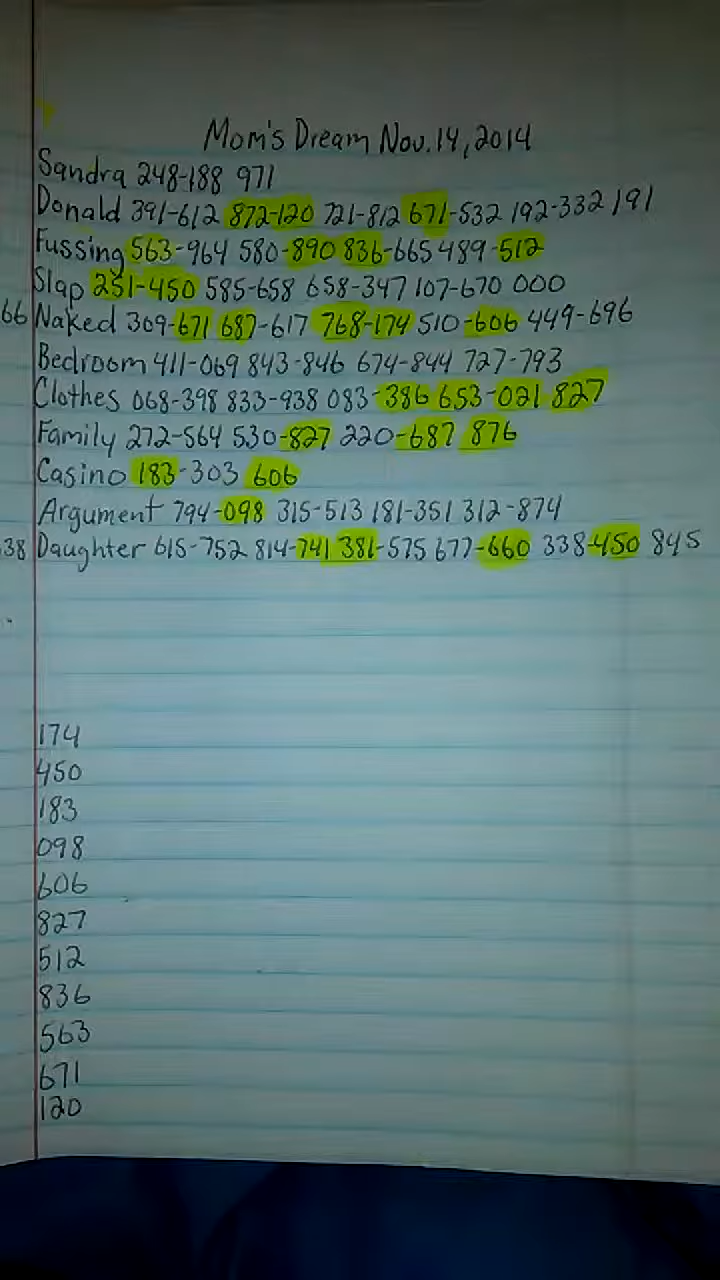 Mom's Dream Nov. 14, 2014
Sandra 248-188 971
Donald 391-612 872-120 721-812 671-532 192-332 191
Fussing 563-964 580-890 836-665 489-512
Slap 251-450 585-658 658-347 107-670 000
66 Naked 309-671 687-617 768-174 510-606 449-696
Bedroom 411-069 843-846 674-844 727-793
Clothes 068-398 833-938 083-386 653-021 827
Family 272-564 530-827 220-687 876
Casino 183-303 606
Argument 794-098 315-513 181-351 312-874
38 Daughter 615-752 814-741 381-575 677-660 338-450 845
174
450
183
098
606
827
512
836
563
671
120